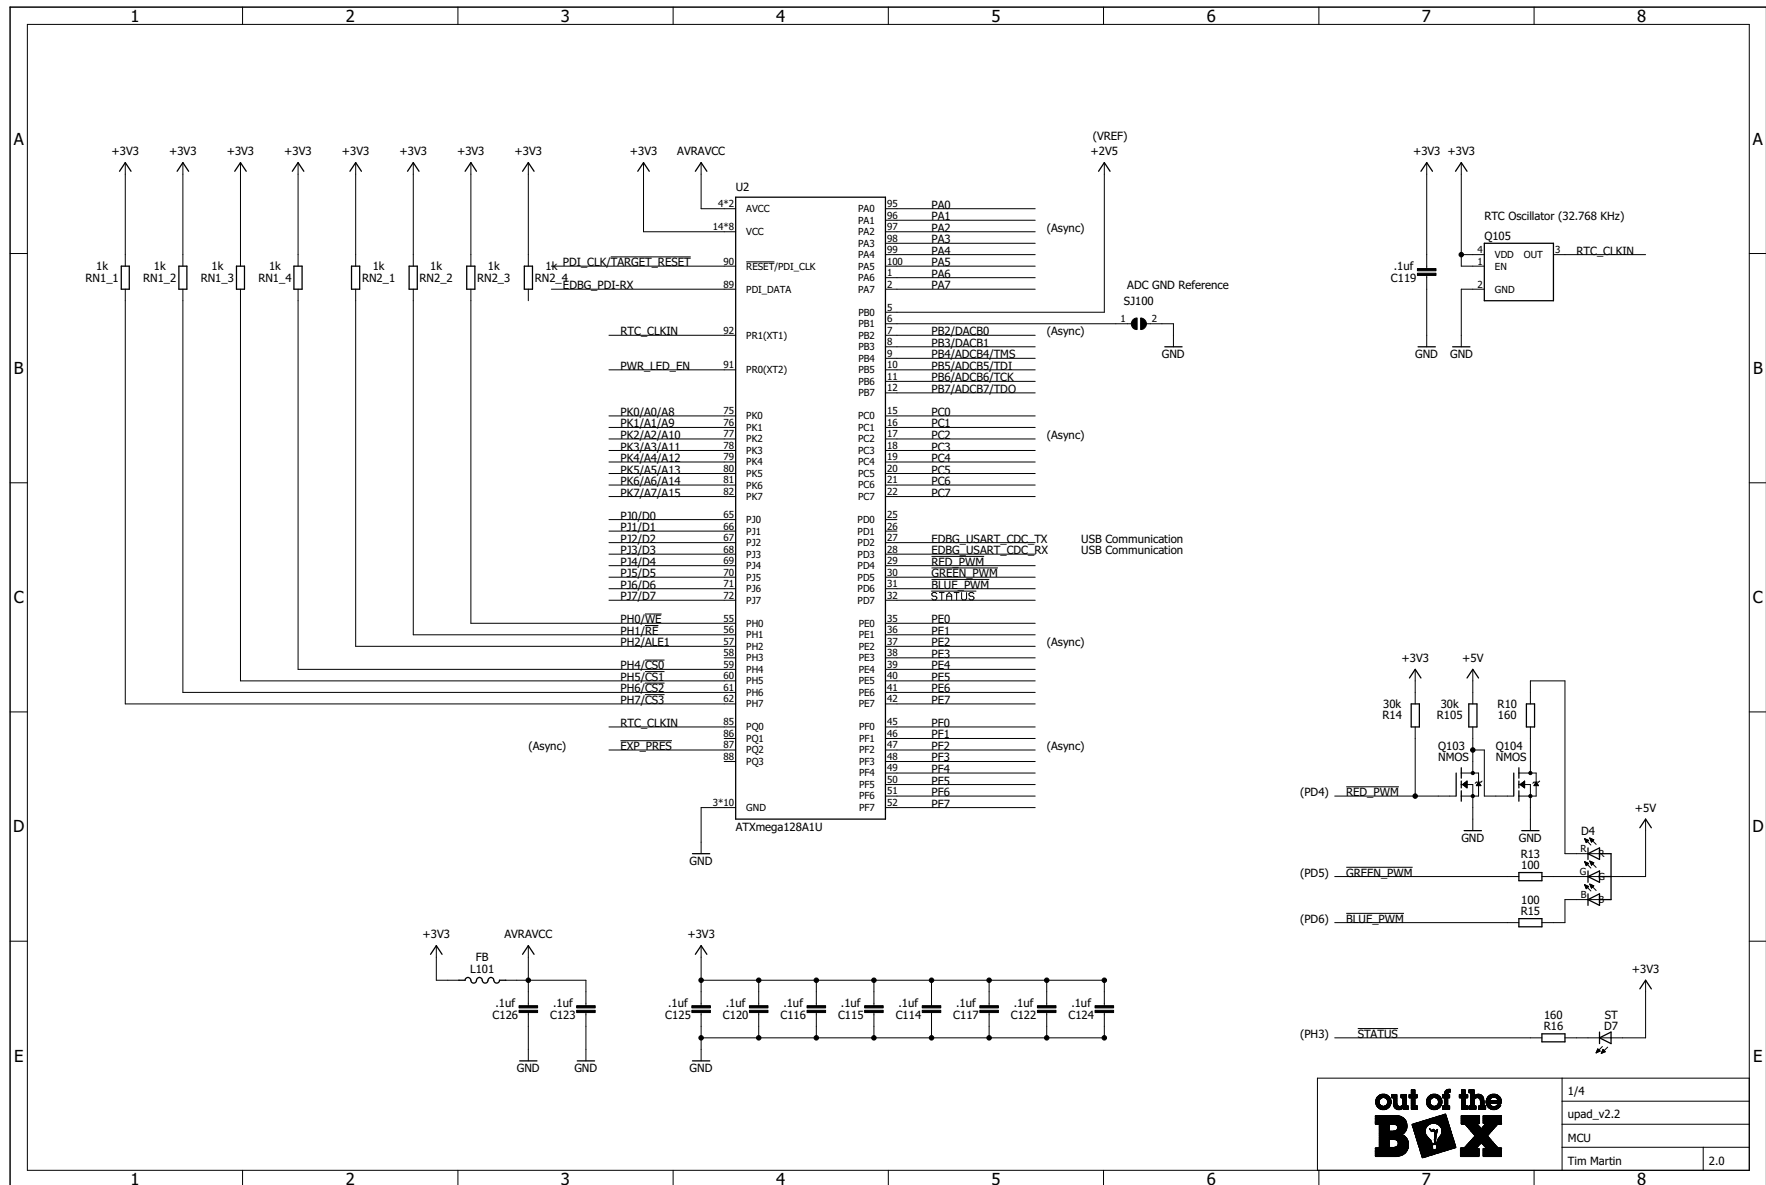 1 2 3 4 5 6 7 8
A A
B B
C C
D D
E E
+3V3 +3V3 +3V3 +3V3 +3V3 +3V3 +3V3 +3V3 +3V3 AVRAVCC
1k RN1_1
1k RN1_2
1k RN1_3
1k RN1_4
1k RN2_1
1k RN2_2
1k RN2_3
1k RN2_4
(VREF)
+2V5
U2
4*2 AVCC
14*8 VCC
PDI_CLK/TARGET_RESET 90 RESET/PDI_CLK
EDBG_PDI-RX 89 PDI_DATA
RTC_CLKIN 92 PR1(XT1)
PWR_LED_EN 91 PR0(XT2)
PK0/A0/A8 75 PK0
PK1/A1/A9 76 PK1
PK2/A2/A10 77 PK2
PK3/A3/A11 78 PK3
PK4/A4/A12 79 PK4
PK5/A5/A13 80 PK5
PK6/A6/A14 81 PK6
PK7/A7/A15 82 PK7
PJ0/D0 65 PJ0
PJ1/D1 66 PJ1
PJ2/D2 67 PJ2
PJ3/D3 68 PJ3
PJ4/D4 69 PJ4
PJ5/D5 70 PJ5
PJ6/D6 71 PJ6
PJ7/D7 72 PJ7
PH0/WE 55 PH0
PH1/RE 56 PH1
PH2/ALE1 57 PH2
58 PH3
PH4/CS0 59 PH4
PH5/CS1 60 PH5
PH6/CS2 61 PH6
PH7/CS3 62 PH7
RTC_CLKIN 85 PQ0
86 PQ1
(Async) EXP_PRES 87 PQ2
88 PQ3
3*10 GND
GND
ATXmega128A1U
PA0 95 PA0
PA1 96 PA1
PA2 97 PA2 (Async)
PA3 98 PA3
PA4 99 PA4
PA5 100 PA5
PA6 1 PA6
PA7 2 PA7
PB0 5
PB1 6
PB2 7 PB2/DACB0 (Async)
PB3 8 PB3/DACB1
PB4 9 PB4/ADCB4/TMS
PB5 10 PB5/ADCB5/TDI
PB6 11 PB6/ADCB6/TCK
PB7 12 PB7/ADCB7/TDO
PC0 15 PC0
PC1 16 PC1
PC2 17 PC2 (Async)
PC3 18 PC3
PC4 19 PC4
PC5 20 PC5
PC6 21 PC6
PC7 22 PC7
PD0 25
PD1 26
PD2 27 EDBG_USART_CDC_TX USB Communication
PD3 28 EDBG_USART_CDC_RX USB Communication
PD4 29 RED_PWM
PD5 30 GREEN_PWM
PD6 31 BLUE_PWM
PD7 32 STATUS
PE0 35 PE0
PE1 36 PE1
PE2 37 PE2 (Async)
PE3 38 PE3
PE4 39 PE4
PE5 40 PE5
PE6 41 PE6
PE7 42 PE7
PF0 45 PF0
PF1 46 PF1
PF2 47 PF2 (Async)
PF3 48 PF3
PF4 49 PF4
PF5 50 PF5
PF6 51 PF6
PF7 52 PF7
ADC GND Reference
SJ100
1 2
GND
+3V3 +3V3
RTC Oscillator (32.768 KHz)
Q105
4 VDD OUT 3 RTC_CLKIN
1 EN
2 GND
.1uf
C119
GND GND
+3V3 +5V
30k R14
30k R105
R10 160
Q103 NMOS
Q104 NMOS
(PD4) RED_PWM
GND GND
+5V
D4
R R
G G
B B
R13
100
(PD5) GREEN_PWM
100
R15
(PD6) BLUE_PWM
+3V3 AVRAVCC
FB
L101
.1uf C126
.1uf C123
GND GND
+3V3
.1uf C125
.1uf C120
.1uf C116
.1uf C115
.1uf C114
.1uf C117
.1uf C122
.1uf C124
GND
+3V3
160 R16
ST D7
(PH3) STATUS
out of the
BOX
1/4
upad_v2.2
MCU
Tim Martin 2.0
1 2 3 4 5 6 7 8